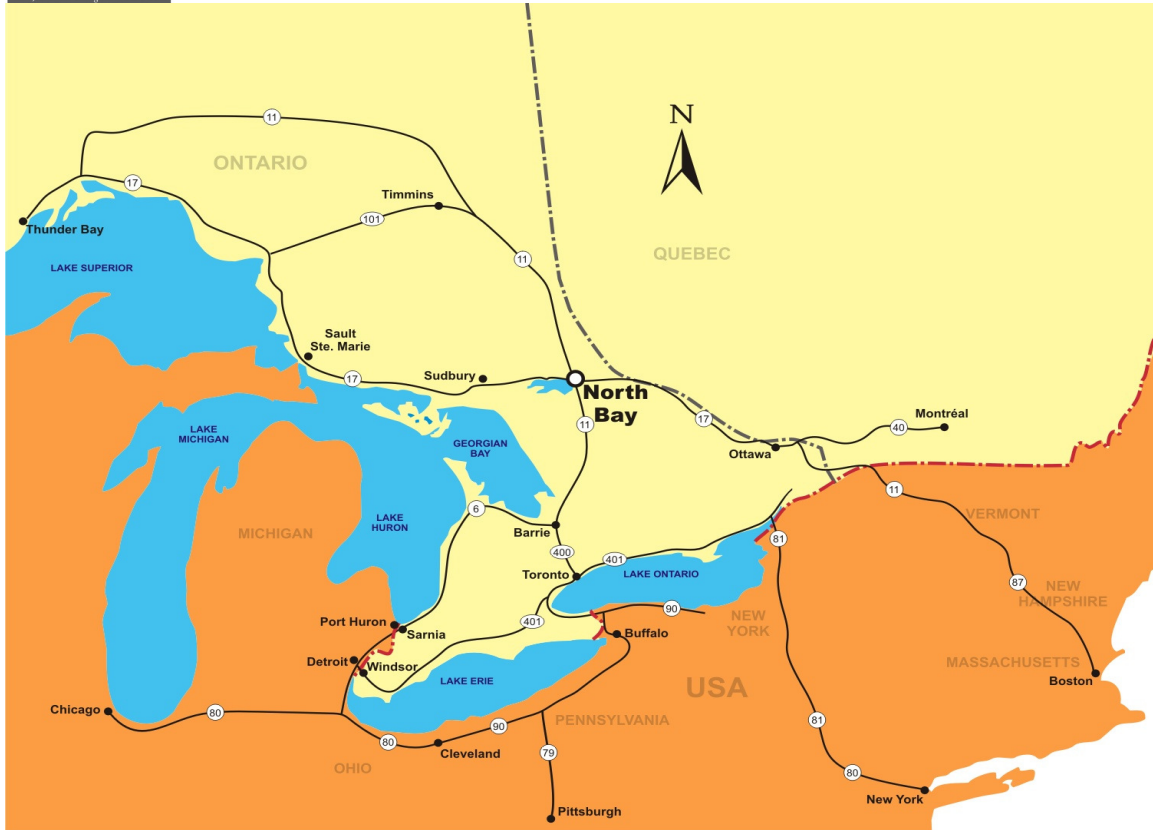 11
N
ONTARIO
17
Timmins
101
Thunder Bay
11
QUEBEC
LAKE SUPERIOR
Sault
Ste. Marie
17
Sudbury
North
Bay
11
17
Montréal
40
LAKE
MICHIGAN
GEORGIAN
BAY
Ottawa
11
6
VERMONT
LAKE
HURON
MICHIGAN
Barrie
81
400
401
Toronto
LAKE ONTARIO
87
NEW
HAMPSHIRE
90
NEW
YORK
Port Huron
401
Sarnia
Buffalo
Detroit
Windsor
MASSACHUSETTS
Boston
LAKE ERIE
USA
Chicago
80
90
PENNSYLVANIA
81
80
Cleveland
79
OHIO
80
New York
Pittsburgh